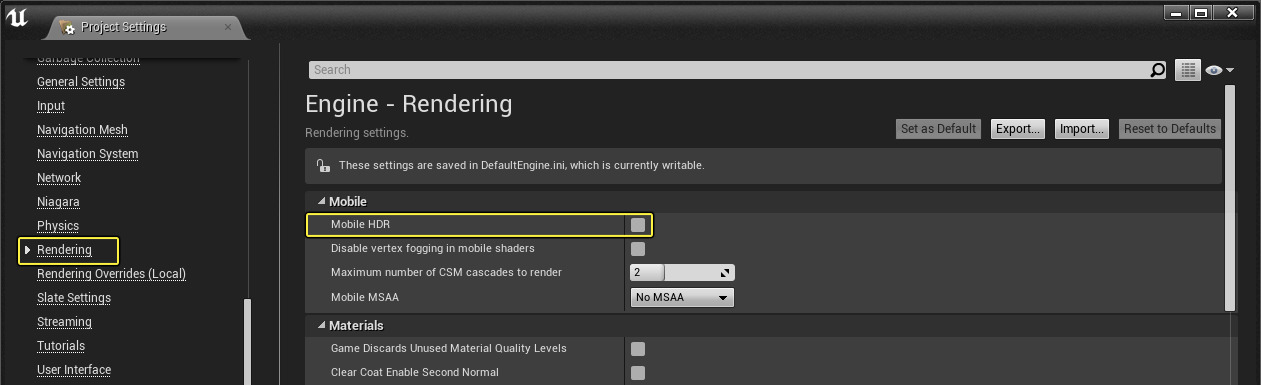 Project Settings
Garbage Collection
General Settings
Input
Navigation Mesh
Navigation System
Network
Niagara
Physics
Rendering
Rendering Overrides (Local)
Slate Settings
Streaming
Tutorials
User Interface
Search
Engine - Rendering
Rendering settings.
Set as Default
Export...
Import...
Reset to Defaults
These settings are saved in DefaultEngine.ini, which is currently writable.
Mobile
Mobile HDR
Disable vertex fogging in mobile shaders
Maximum number of CSM cascades to render
2
Mobile MSAA
No MSAA
Materials
Game Discards Unused Material Quality Levels
Clear Coat Enable Second Normal